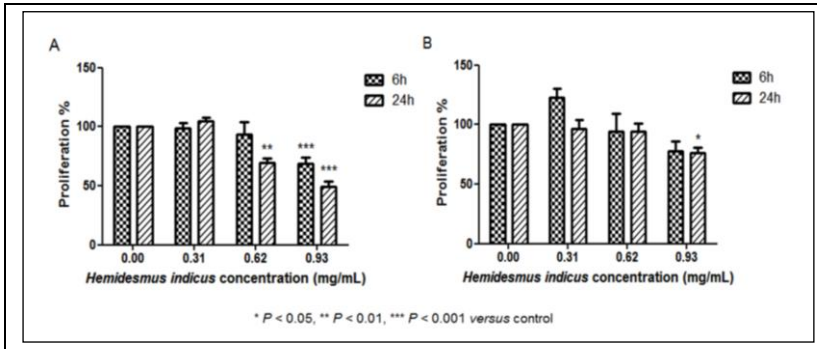 A
150
100
50
0
Proliferation %
6h
24h
**
***
***
0.00 0.31 0.62 0.93
Hemidesmus indicus concentration (mg/mL)
B
150
100
50
0
Proliferation %
6h
24h
*
0.00 0.31 0.62 0.93
Hemidesmus indicus concentration (mg/mL)
* P < 0.05, ** P < 0.01, *** P < 0.001 versus control